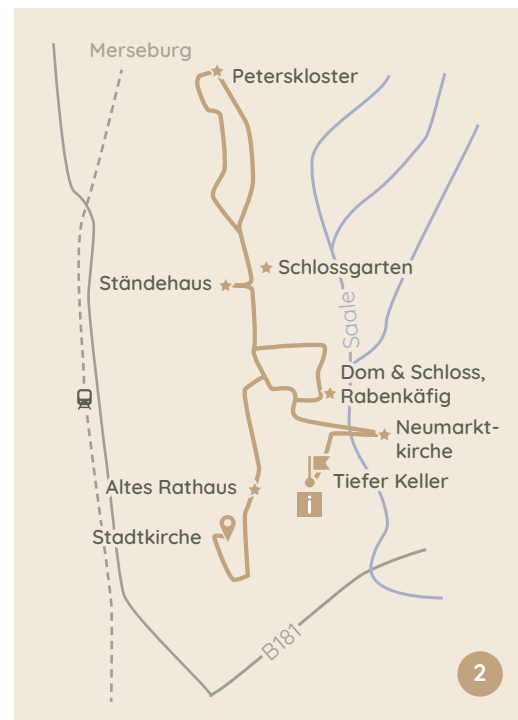 Merseburg
Peterskloster
Schlossgarten
Ständehaus
Saale
Dom & Schloss,
Rabenkäfig
Neumarkt-
kirche
Tiefer Keller
Altes Rathaus
i
Stadtkirche
B181
2